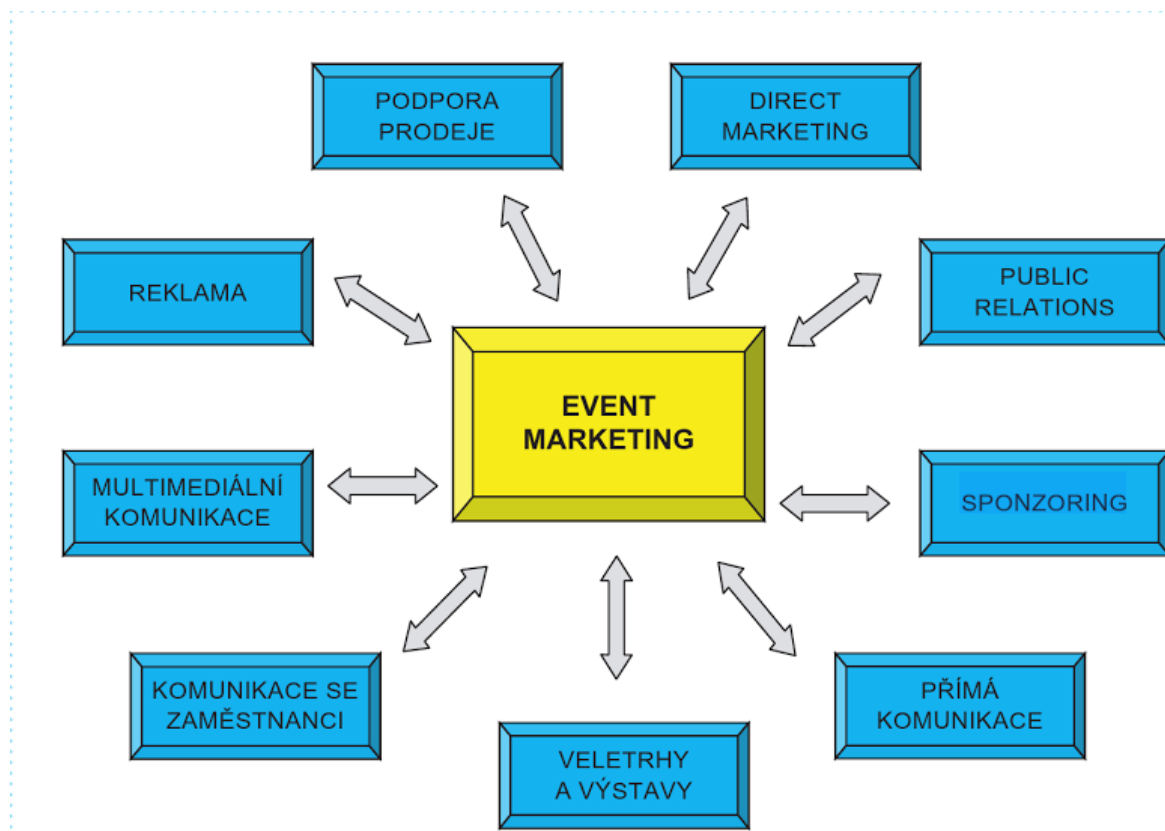 PODPORA
PRODEJE
DIRECT
MARKETING
REKLAMA
PUBLIC
RELATIONS
EVENT
MARKETING
MULTIMEDIÁLNÍ
KOMUNIKACE
SPONZORING
KOMUNIKACE SE
ZAMĚSTNANCI
PŘÍMÁ
KOMUNIKACE
VELETRHY
A VÝSTAVY